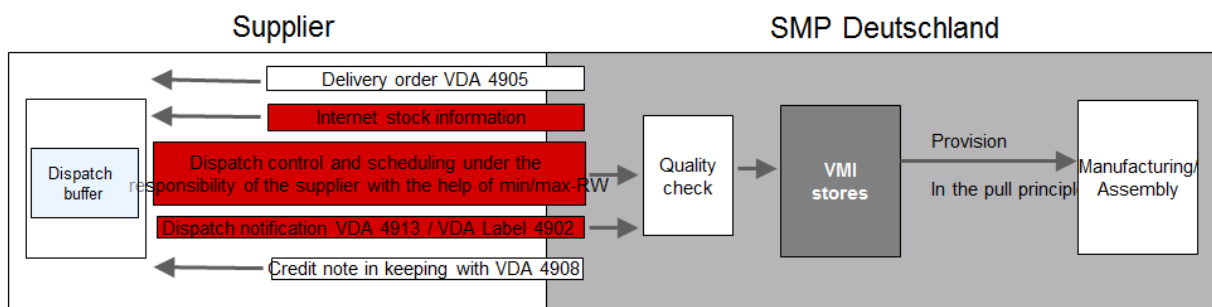 Supplier
SMP Deutschland
Delivery order VDA 4905
Internet stock information
Dispatch control and scheduling under the
responsibility of the supplier with the help of min/max-RW
Dispatch notification VDA 4913 / VDA Label 4902
Credit note in keeping with VDA 4908
Dispatch
buffer
Quality
check
VMI
stores
Provision
In the pull principle
Manufacturing/
Assembly